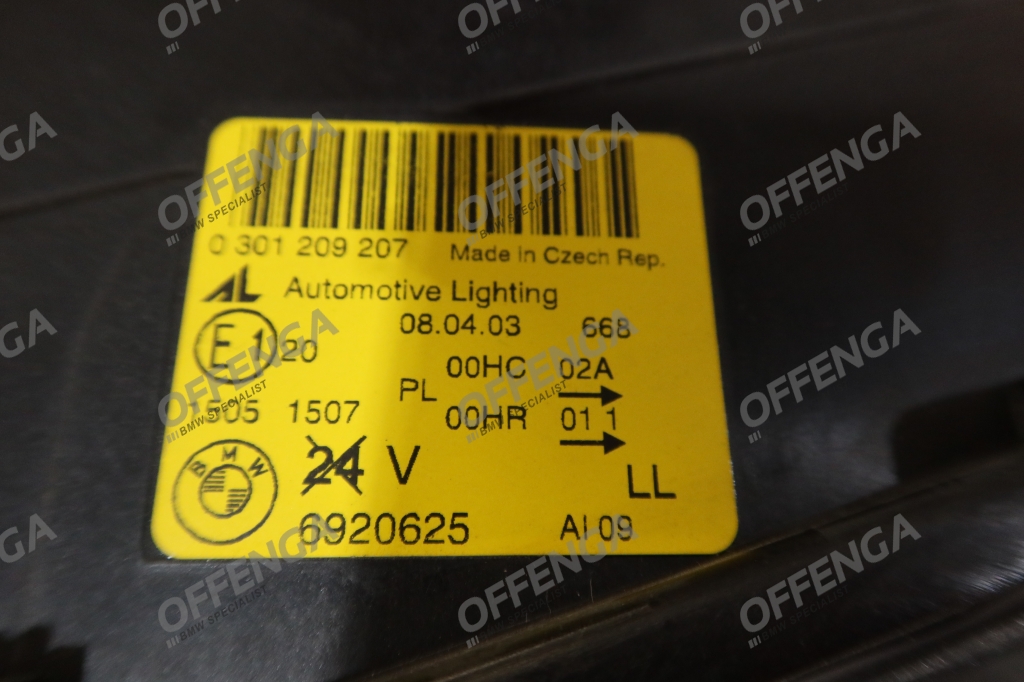 0 301 209 207 Made in Czech Rep.
AL Automotive Lighting
08.04.03 668
E1 20
00HC 02A
PL
1505 1507 00HR 01 1
BMW 24 V
LL
6920625 AI 09
OFFENGA
BMW SPECIALIST